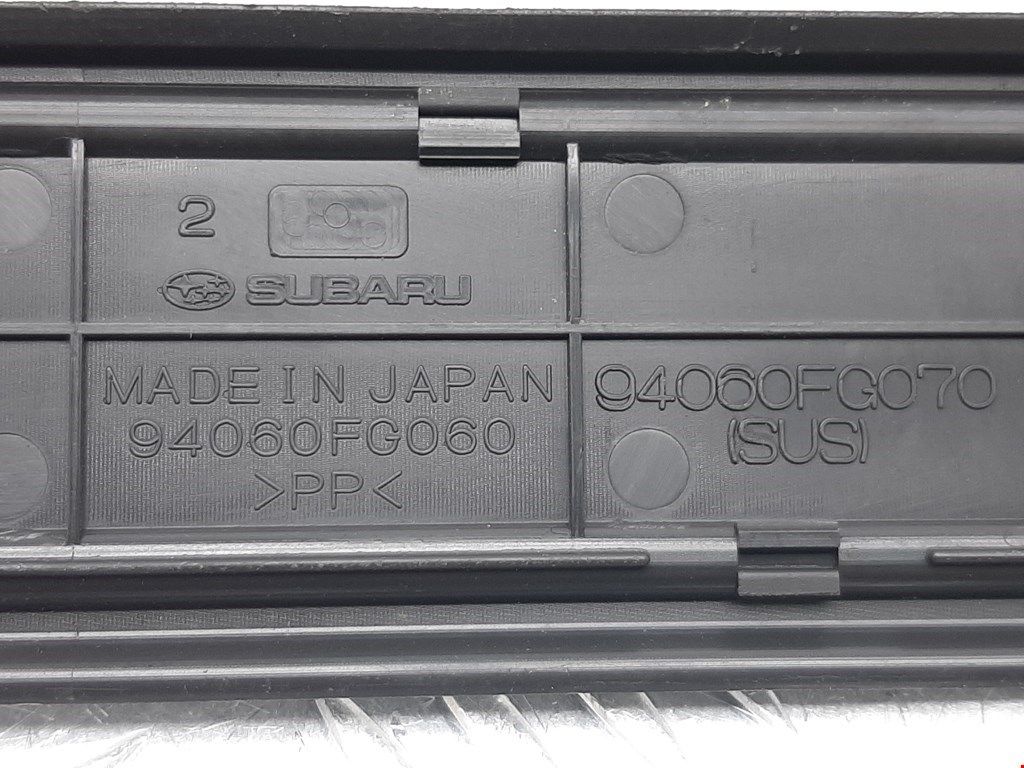 2
SUBARU
MADE IN JAPAN
94060FG060
>PP<
94060FG070
(SUS)